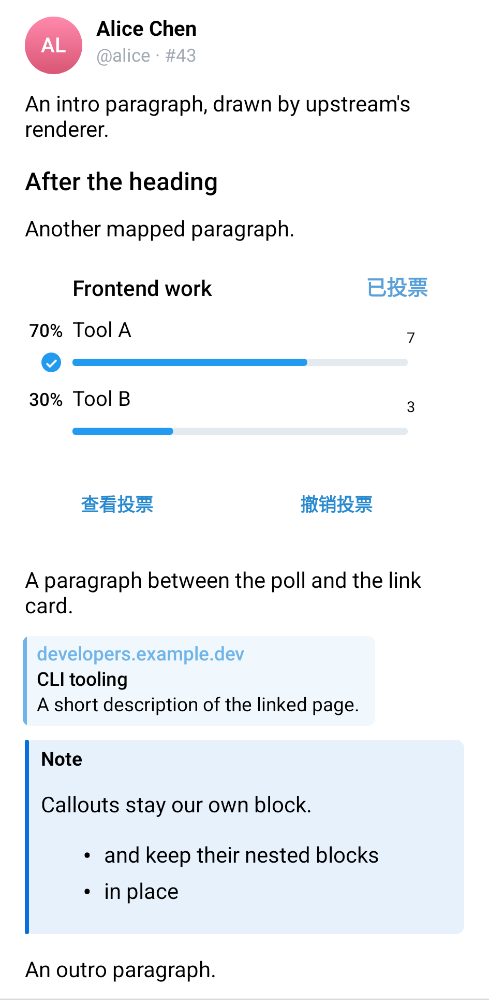 AL
Alice Chen
@alice · #43
An intro paragraph, drawn by upstream's
renderer.
After the heading
Another mapped paragraph.
Frontend work
已投票
70% Tool A
7
30% Tool B
3
查看投票
撤销投票
A paragraph between the poll and the link
card.
developers.example.dev
CLI tooling
A short description of the linked page.
Note
Callouts stay our own block.
• and keep their nested blocks
• in place
An outro paragraph.